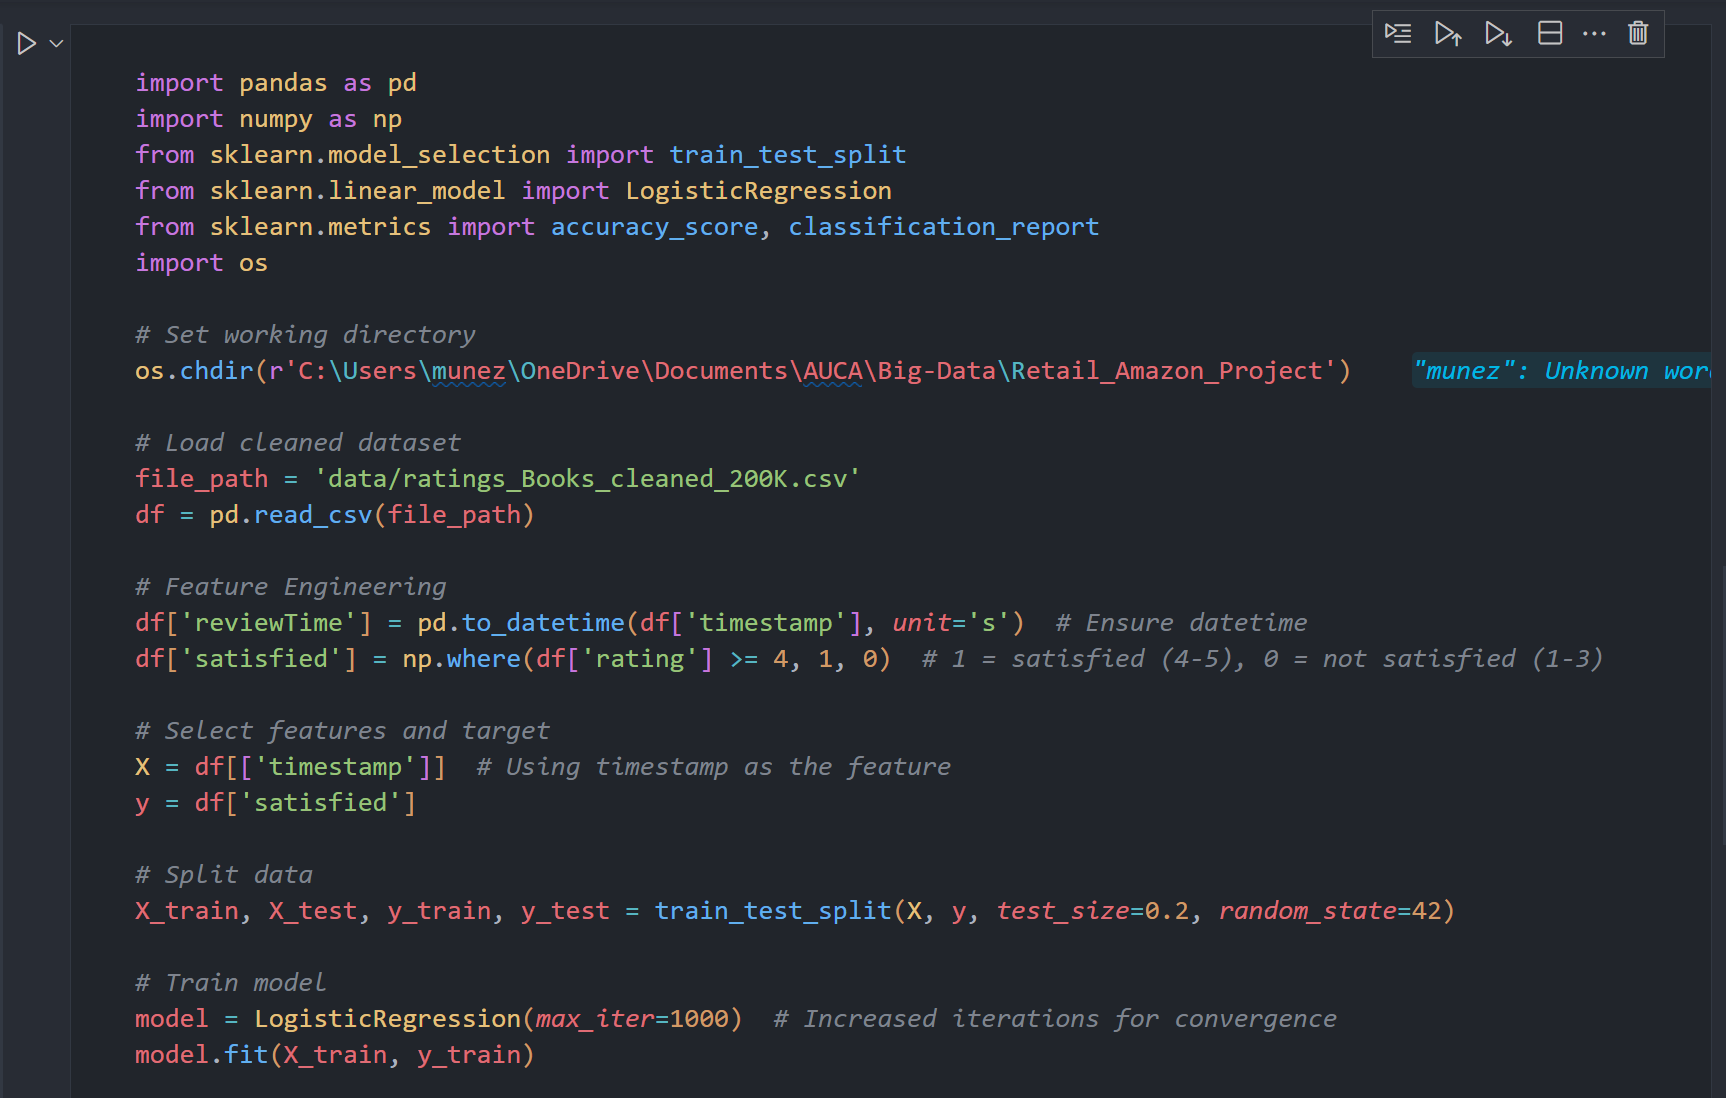 import pandas as pd
import numpy as np
from sklearn.model_selection import train_test_split
from sklearn.linear_model import LogisticRegression
from sklearn.metrics import accuracy_score, classification_report
import os
# Set working directory
os.chdir(r'C:\Users\munez\OneDrive\Documents\AUCA\Big-Data\Retail_Amazon_Project') "munez": Unknown
# Load cleaned dataset
file_path = 'data/ratings_Books_cleaned_200K.csv'
df = pd.read_csv(file_path)
# Feature Engineering
df['reviewTime'] = pd.to_datetime(df['timestamp'], unit='s')  # Ensure datetime
df['satisfied'] = np.where(df['rating'] >= 4, 1, 0)  # 1 = satisfied (4-5), 0 = not satisfied (1-3)
# Select features and target
X = df[['timestamp']]  # Using timestamp as the feature
y = df['satisfied']
# Split data
X_train, X_test, y_train, y_test = train_test_split(X, y, test_size=0.2, random_state=42)
# Train model
model = LogisticRegression(max_iter=1000)  # Increased iterations for convergence
model.fit(X_train, y_train)